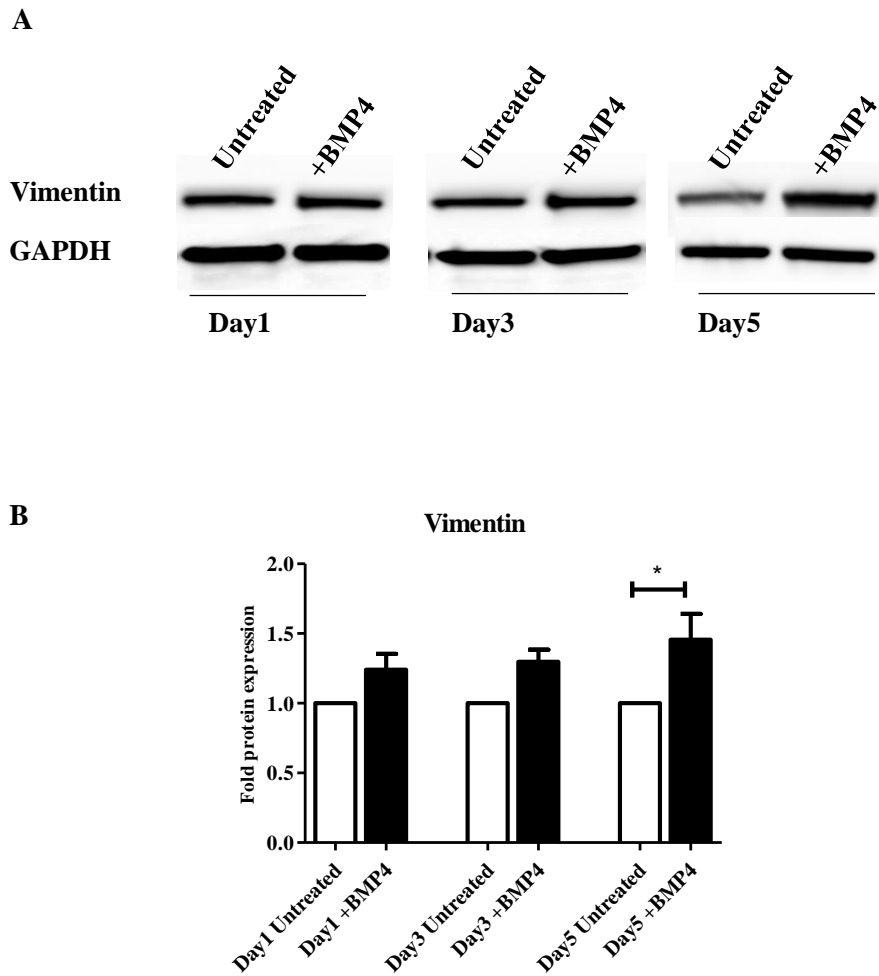 A
Untreated +BMP4 Untreated +BMP4 Untreated +BMP4
Vimentin
GAPDH
Day1 Day3 Day5
B
Vimentin
Fold protein expression
2.0
1.5
1.0
0.5
0.0
*
Day1 Untreated
Day1 +BMP4
Day3 Untreated
Day3 +BMP4
Day5 Untreated
Day5 +BMP4